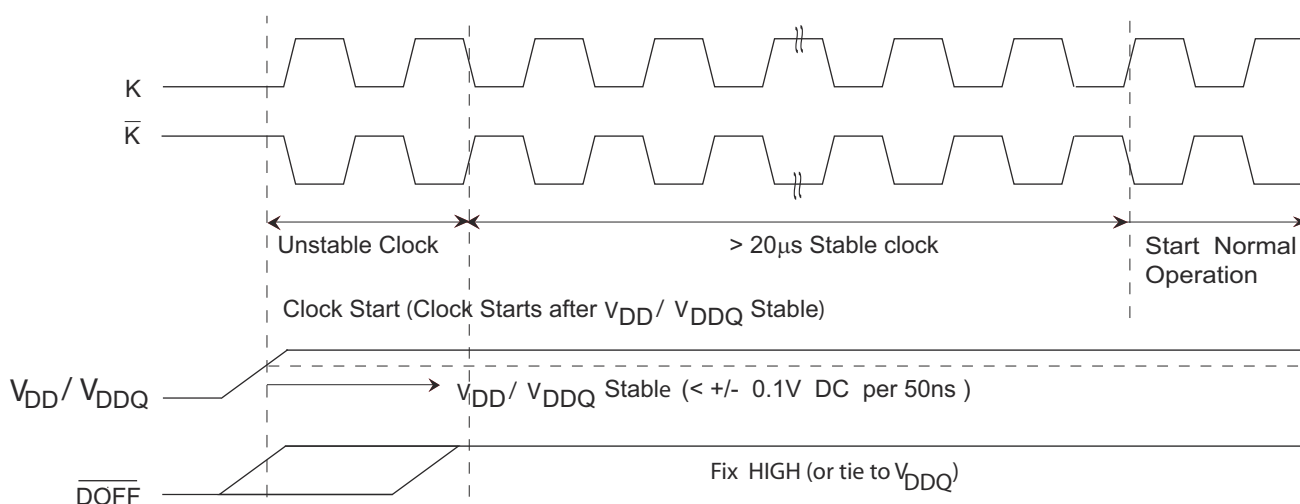 K
K
Unstable Clock
> 20μs Stable clock
Start Normal
Operation
Clock Start (Clock Starts after VDD/ VDDQ Stable)
VDD/ VDDQ
VDD/ VDDQ Stable (< +/- 0.1V DC per 50ns )
Fix HIGH (or tie to VDDQ)
DOFF